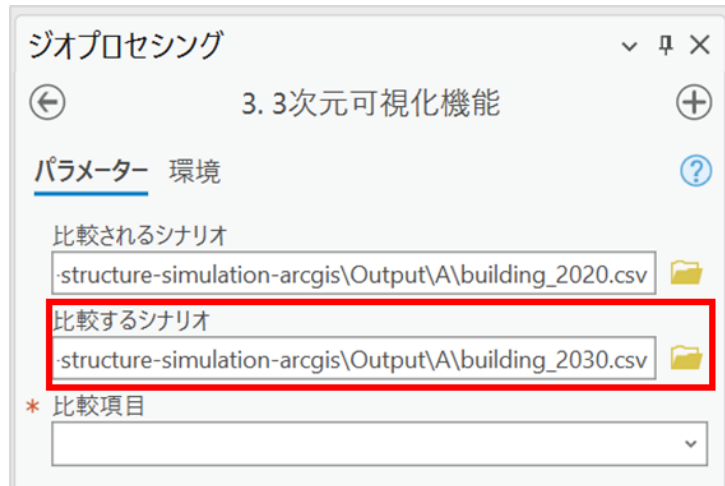 ジオプロセシング
3. 3次元可視化機能
パラメーター 環境
比較されるシナリオ
-structure-simulation-arcgis\Output\A\building_2020.csv
比較するシナリオ
-structure-simulation-arcgis\Output\A\building_2030.csv
* 比較項目